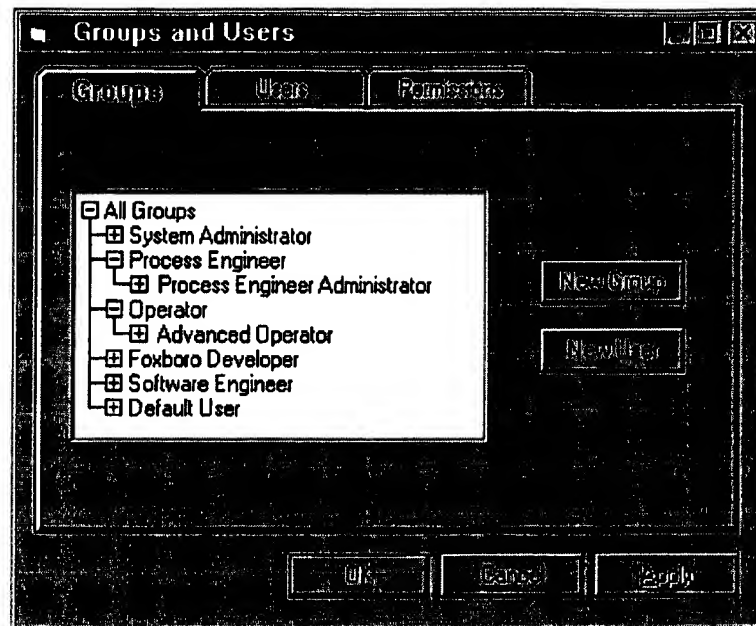 Groups and Users
Groups Users Permissions
All Groups
System Administrator
Process Engineer
Process Engineer Administrator
Operator
Advanced Operator
Foxboro Developer
Software Engineer
Default User
New Group
New User
OK Cancel Apply